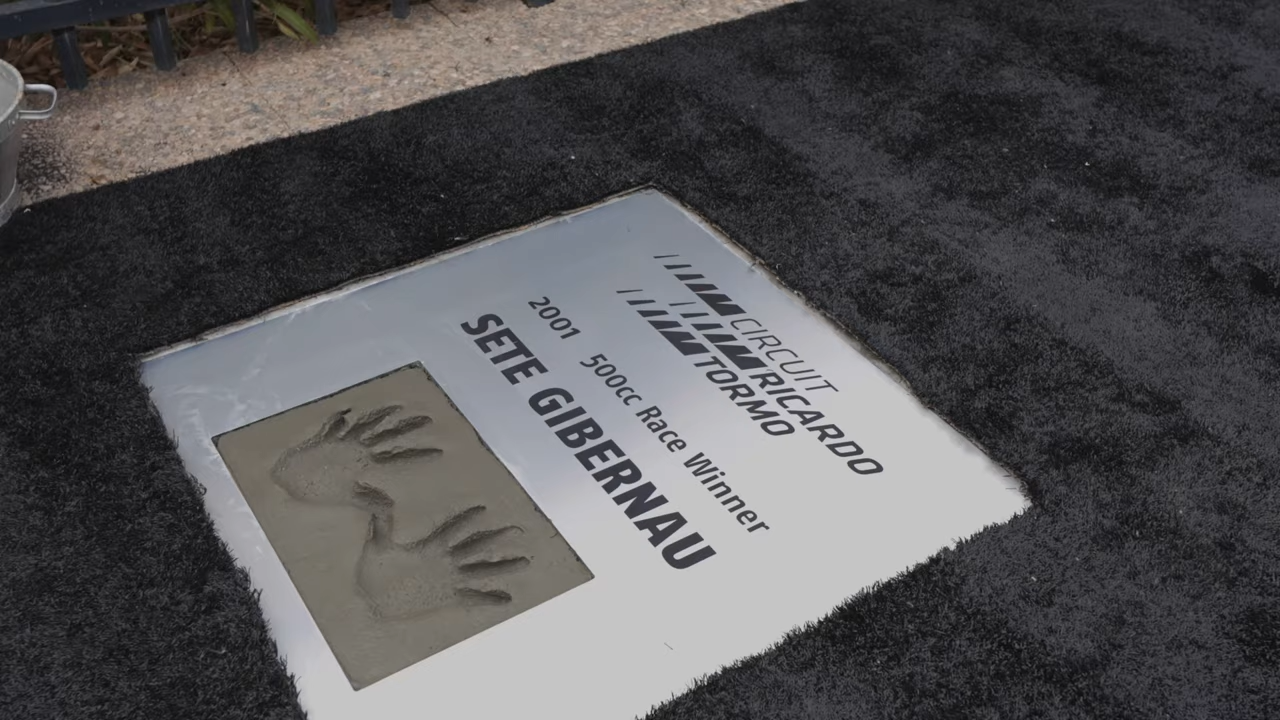 CIRCUIT
RICARDO
TORMO
2001 500cc Race Winner
SETE GIBERNAU